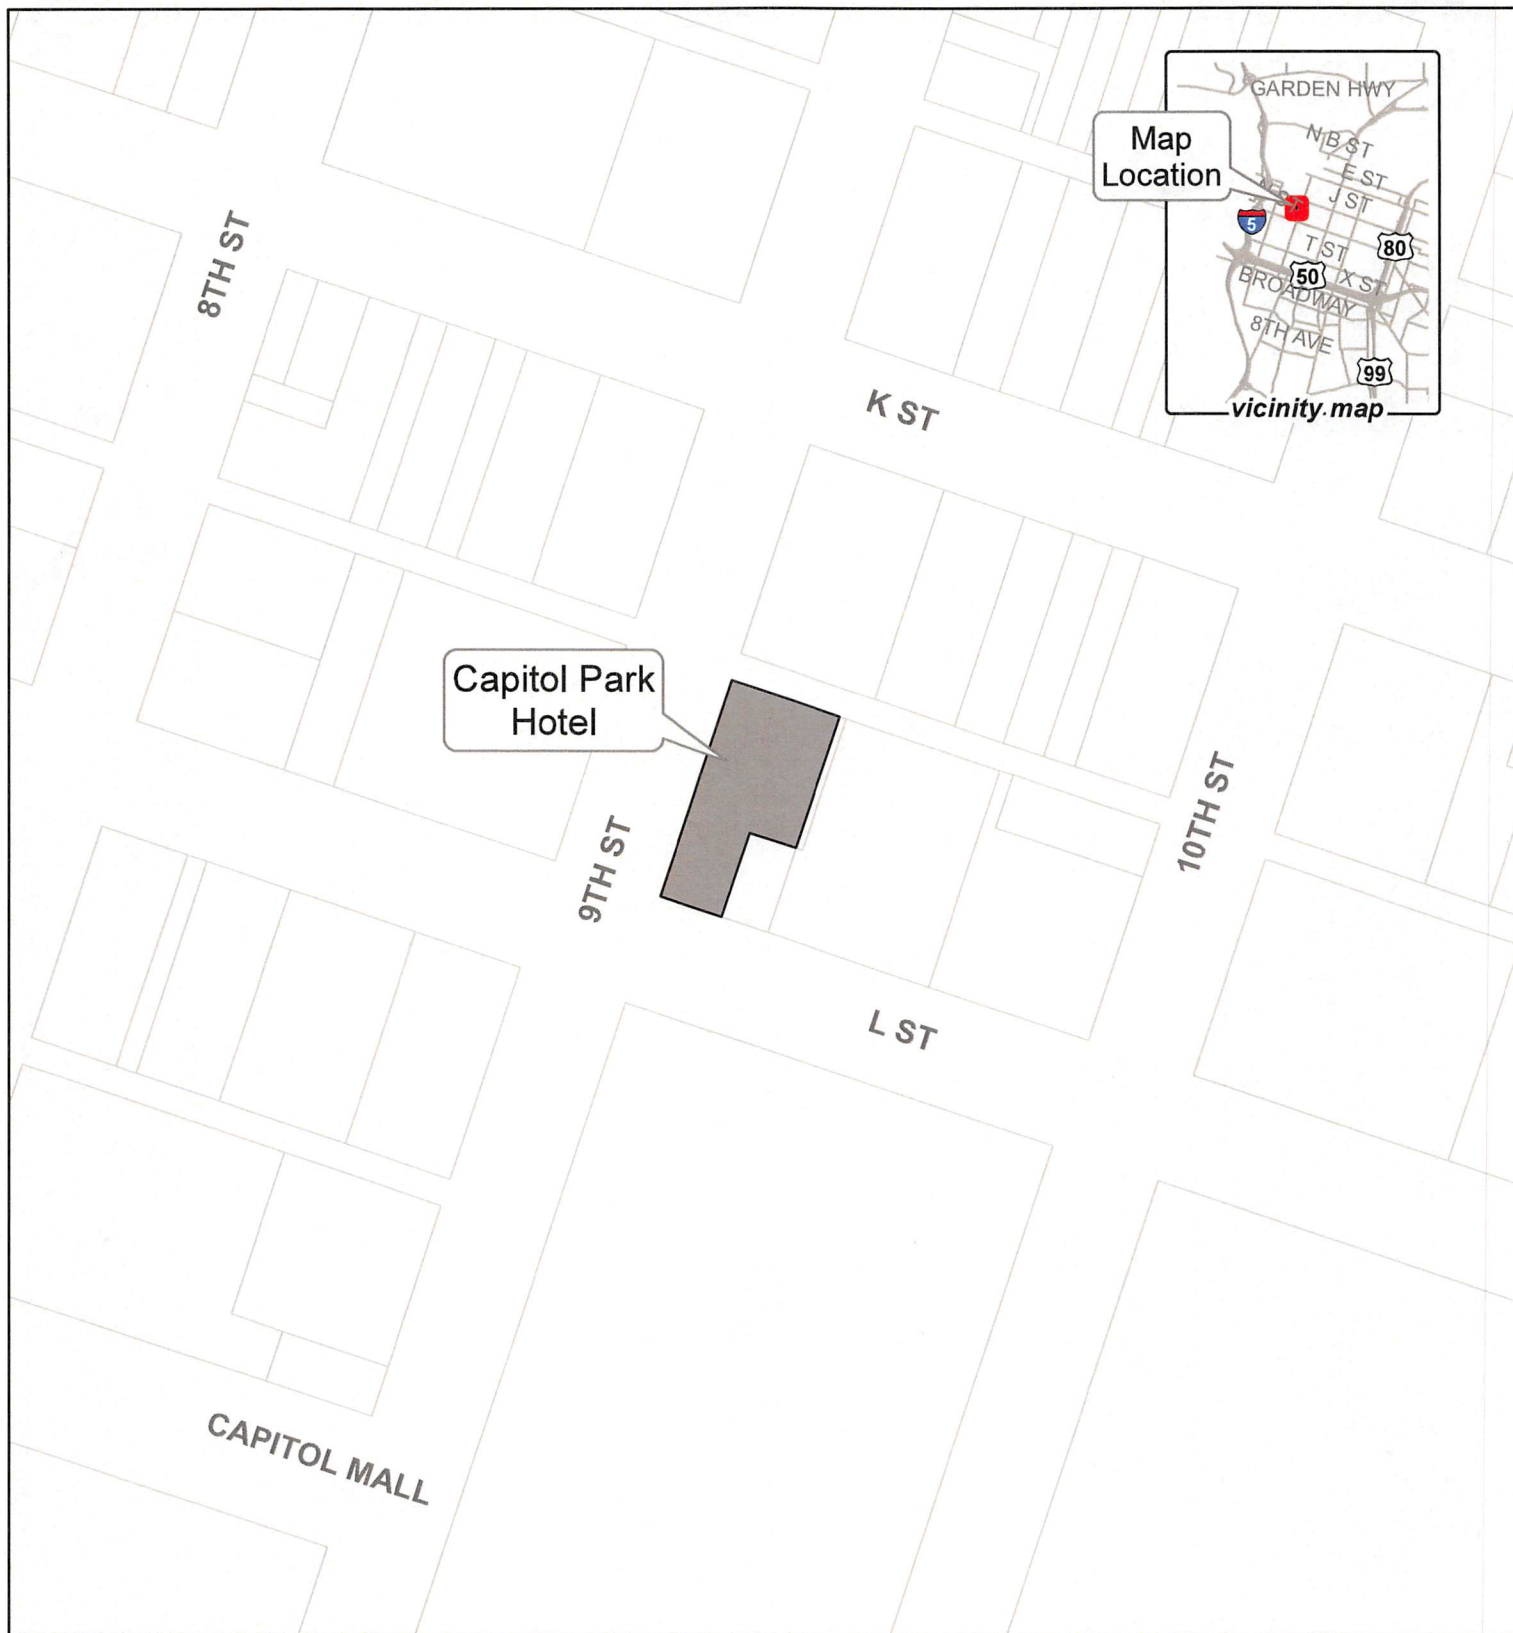 GARDEN HWY
Map
Location
N B ST
E ST
J ST
5
80
T ST
50
X ST
BROADWAY
8TH AVE
99
vicinity map
8TH ST
K ST
Capitol Park
Hotel
10TH ST
9TH ST
L ST
CAPITOL MALL